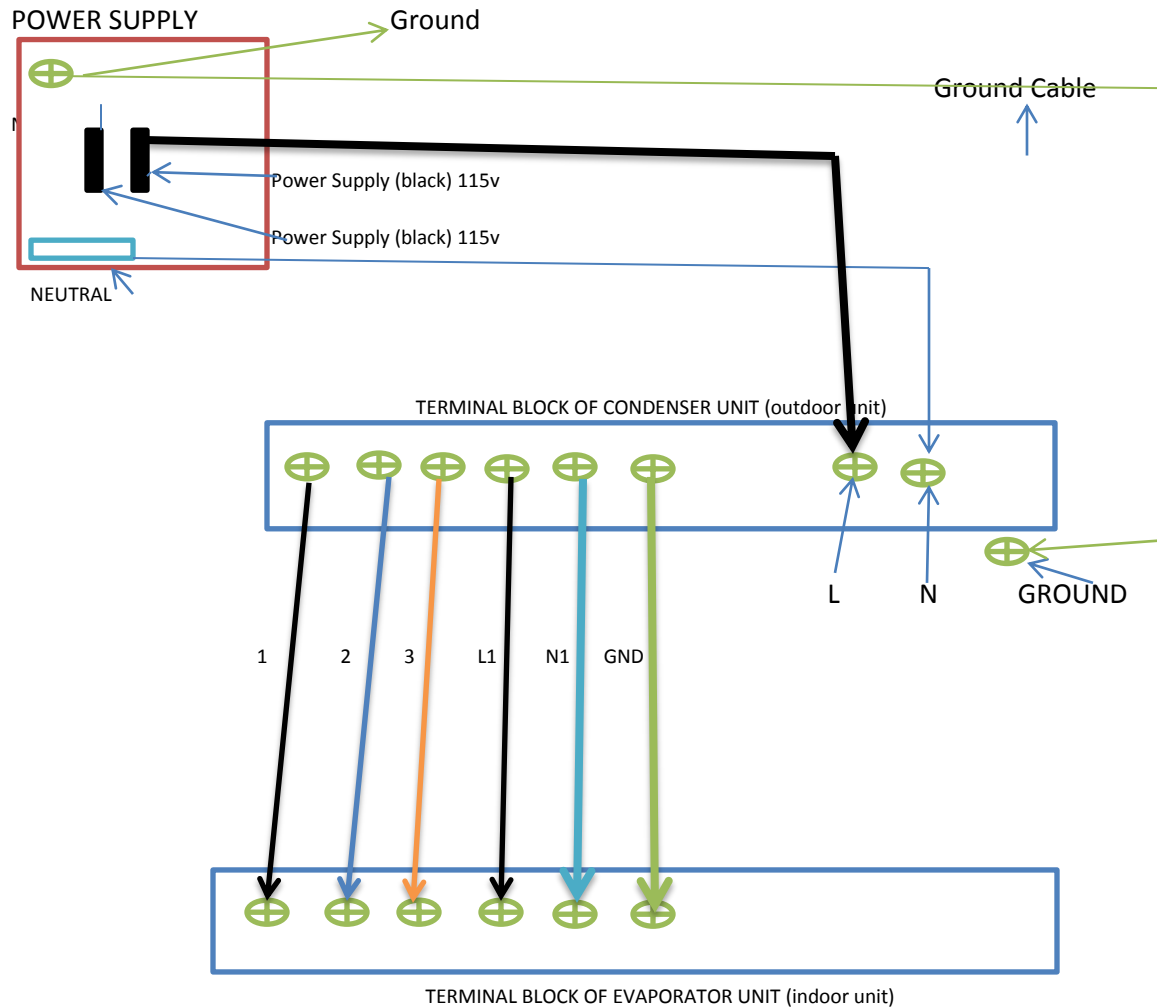 POWER SUPPLY
Ground
Ground Cable
Power Supply (black) 115v
Power Supply (black) 115v
NEUTRAL
TERMINAL BLOCK OF CONDENSER UNIT (outdoor unit)
L
N
GROUND
1
2
3
L1
N1
GND
TERMINAL BLOCK OF EVAPORATOR UNIT (indoor unit)